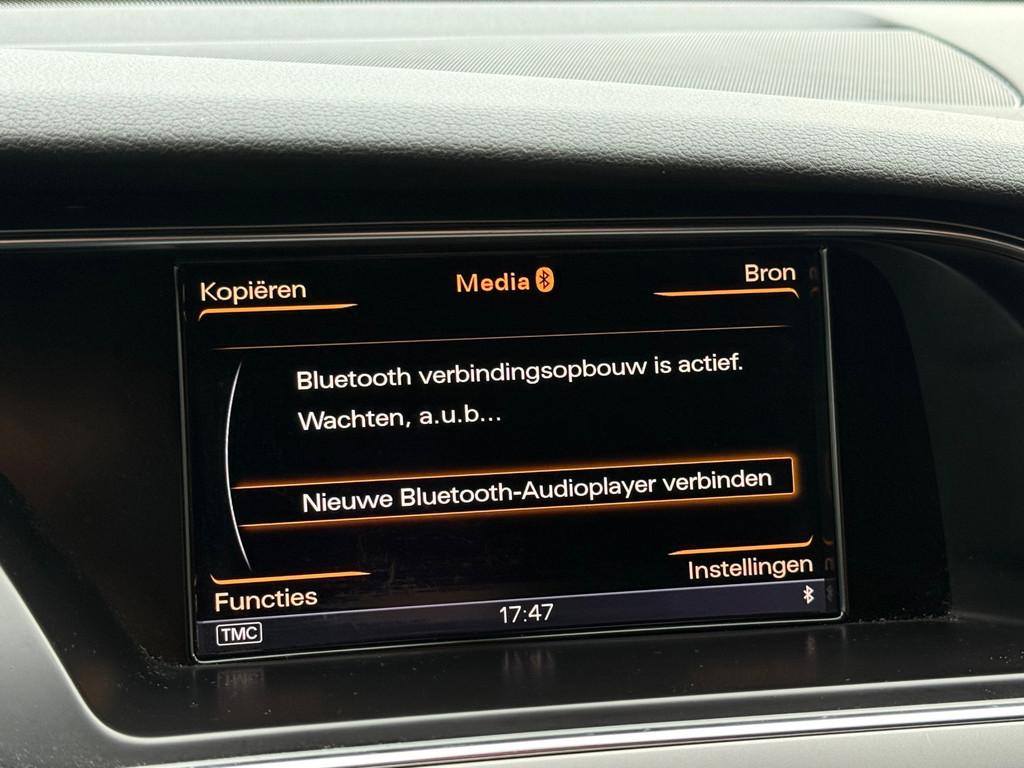 Kopiëren
Media
Bron
Bluetooth verbindingsopbouw is actief.
Wachten, a.u.b...
Nieuwe Bluetooth-Audioplayer verbinden
Functies
Instellingen
TMC
17:47